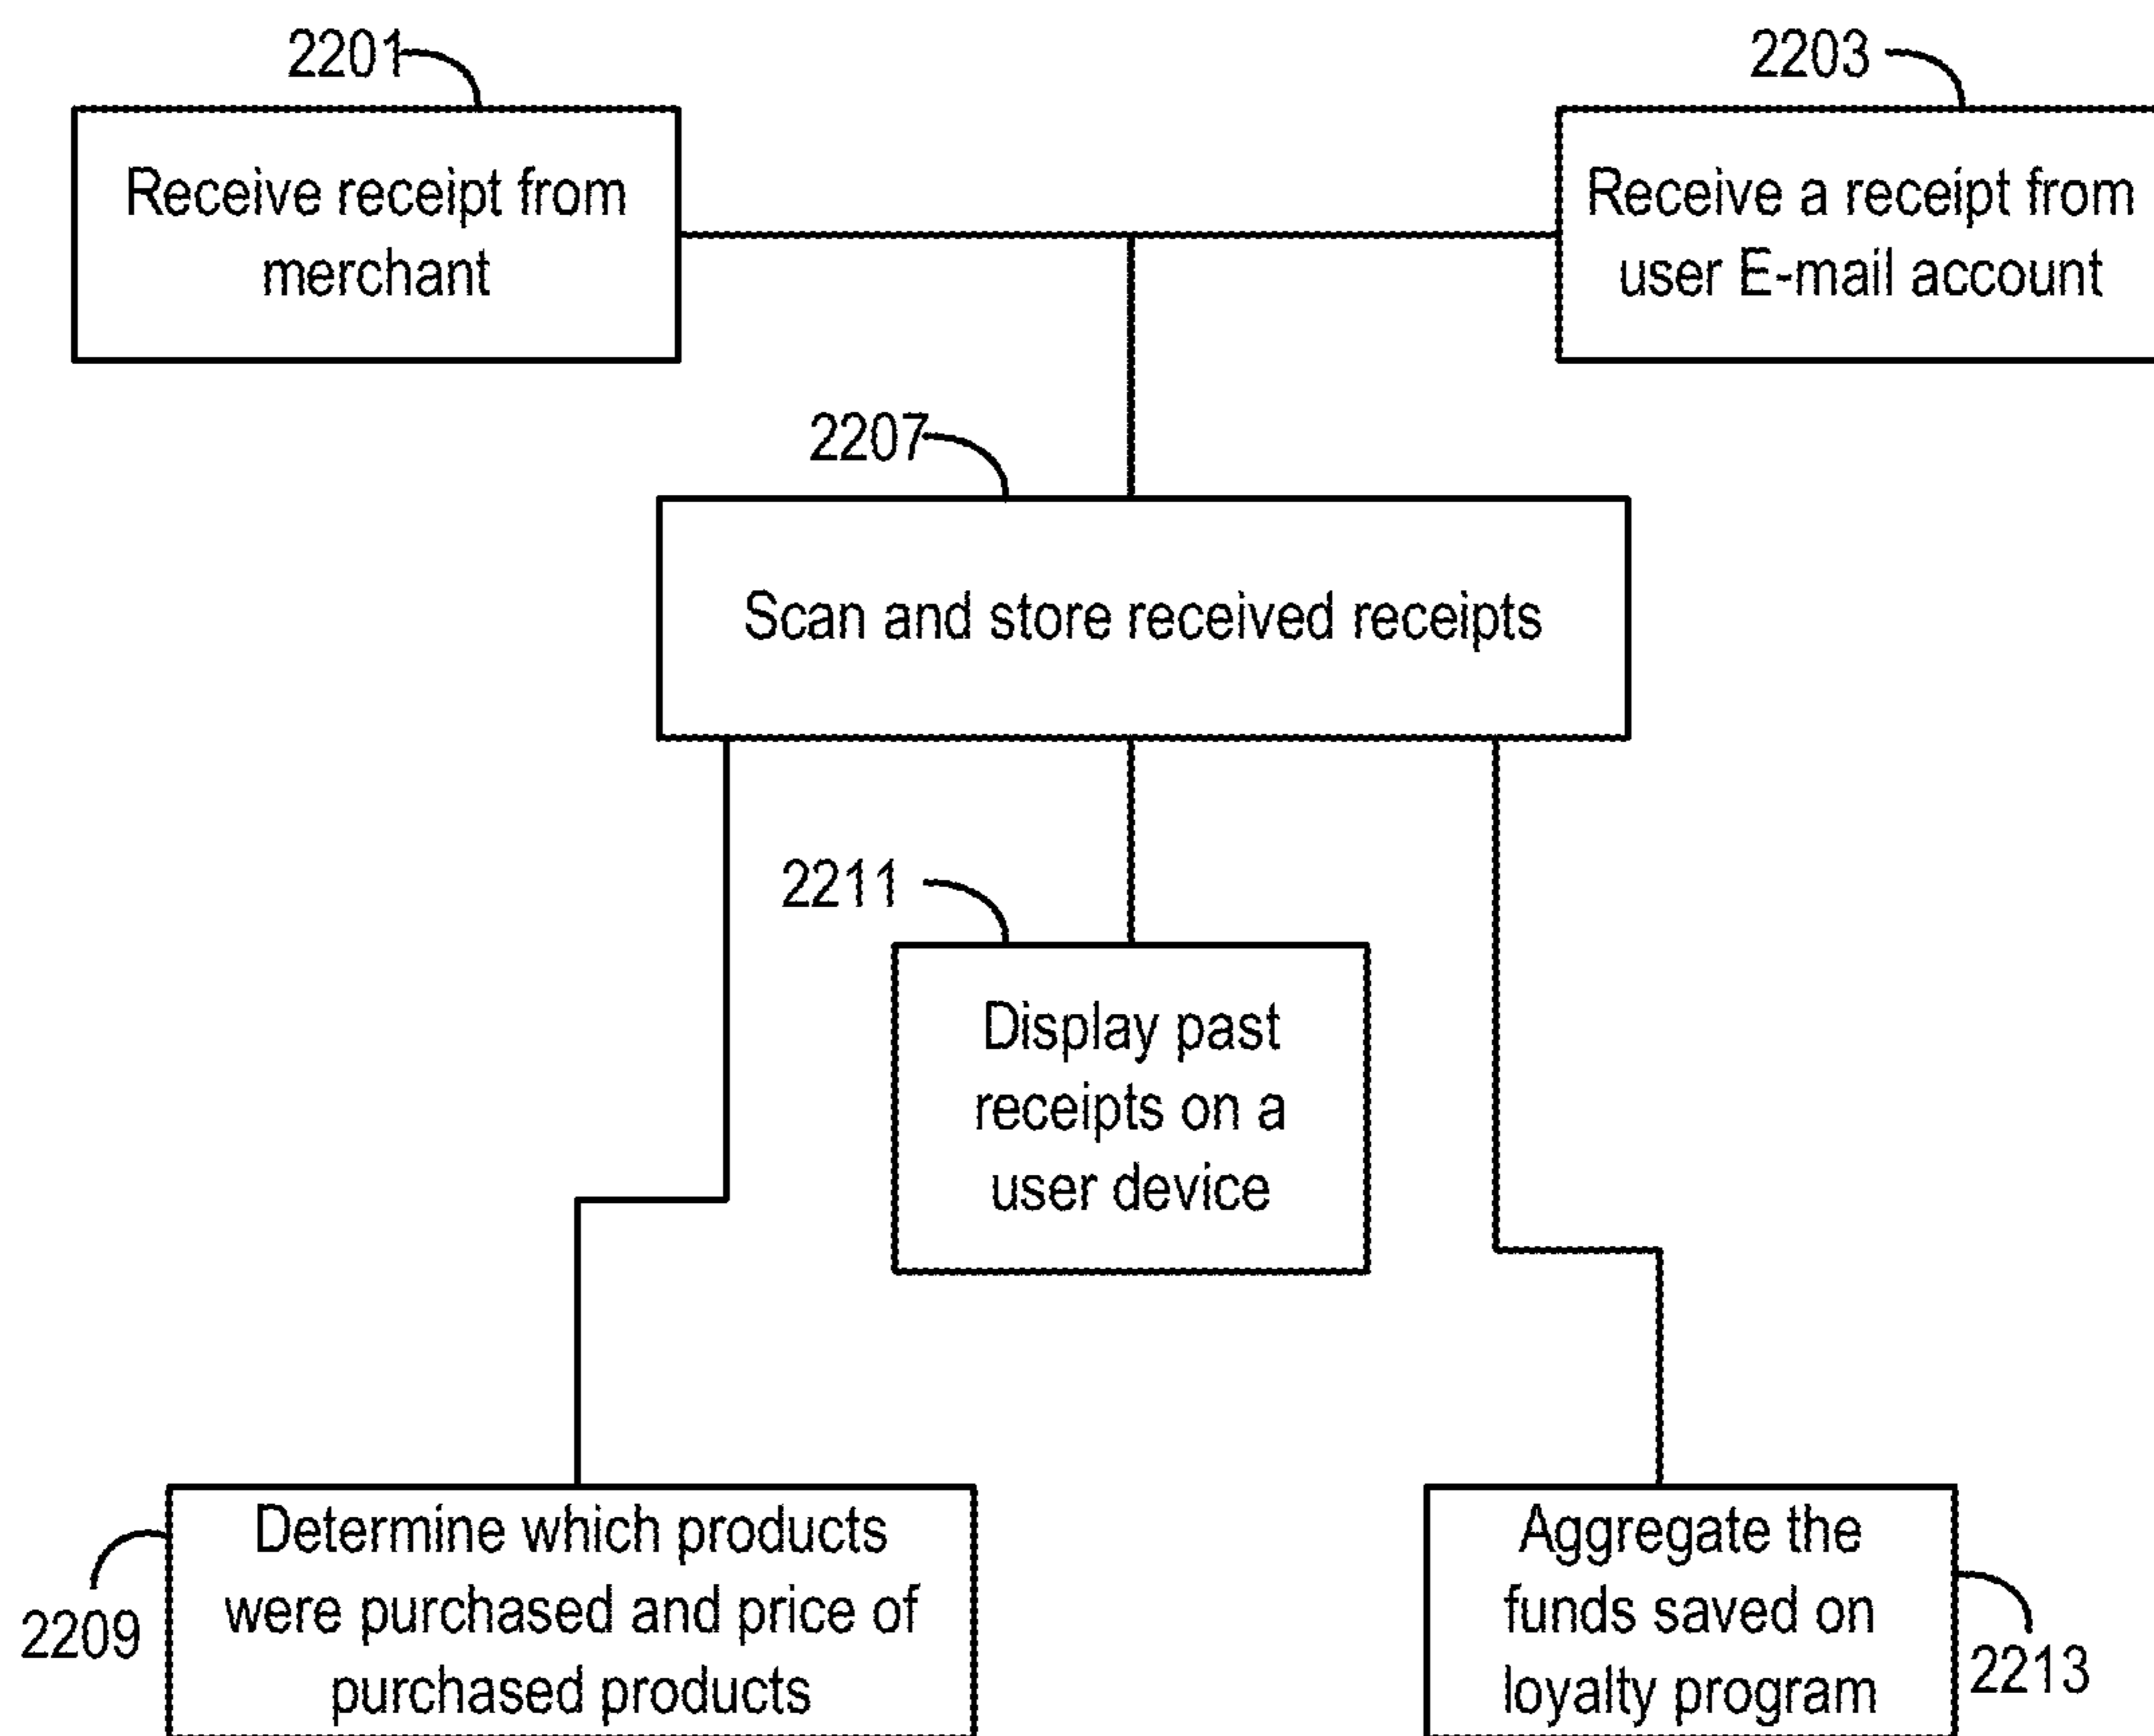 2201
2203
Receive receipt from
merchant
Receive a receipt from
user E-mail account
2207
Scan and store received receipts
2211
Display past
receipts on a
user device
Determine which products
were purchased and price of
purchased products
2209
Aggregate the
funds saved on
loyalty program
2213